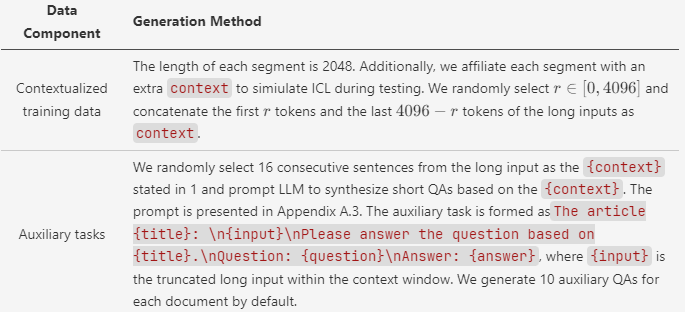 Data
Component
Generation Method
The length of each segment is 2048. Additionally, we affiliate each segment with an
extra context to simiulate ICL during testing. We randomly select r ∈ [0, 4096] and
Contextualized
training data
concatenate the first r tokens and the last 4096 − r tokens of the long inputs as
context.
We randomly select 16 consecutive sentences from the long input as the {context}
stated in 1 and prompt LLM to synthesize short QAs based on the {context}. The
prompt is presented in Appendix A.3. The auxiliary task is formed as The article
Auxiliary tasks
{title}: \n{input}\nPlease answer the question based on
{title}.\nQuestion: {question}\nAnswer: {answer}, where {input} is
the truncated long input within the context window. We generate 10 auxiliary QAs for
each document by default.